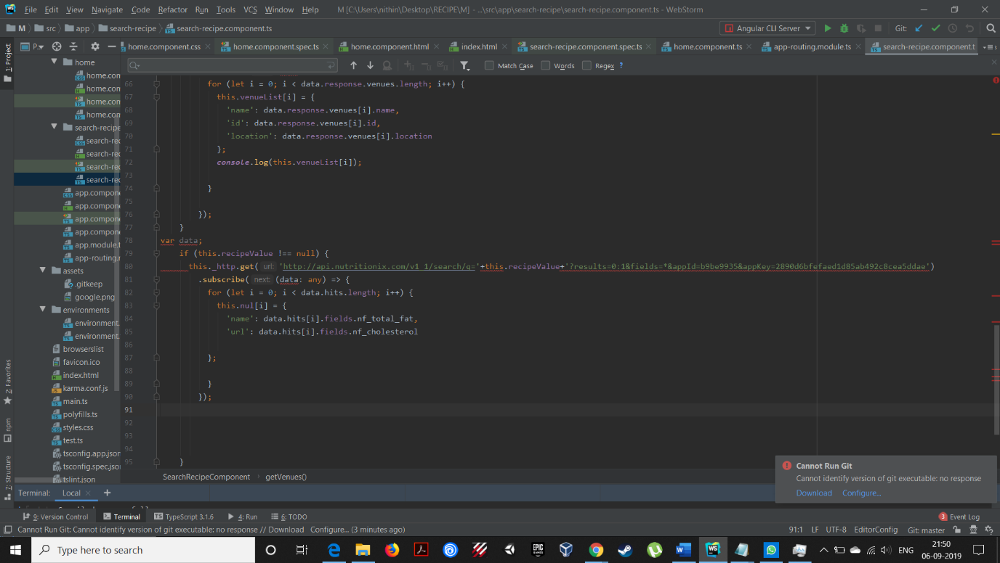 File Edit View Navigate Code Refactor Run Tools VCS Window Help M [C:\Users\nithin\Desktop\RECIPE\M] - ...\src\app\search-recipe\search-recipe.component.ts - WebStorm
M src app search-recipe search-recipe.component.ts Angular CLI Server Git:
1: Project P.. home.component.css home.component.spec.ts home.component.html index.html search-recipe.component.spec.ts home.component.ts app-routing.module.ts search-recipe.component.t
Match Case Words Regex ?
home
home.com
home.com
home.com
home.com
search-recipe
search-rec
search-rec
search-rec
search-rec
app.compone
app.compone
app.compone
app.compone
app.module.t
app-routing.r
assets
.gitkeep
google.png
environments
environment.
environment.
browserslist
favicon.ico
index.html
karma.conf.js
main.ts
polyfills.ts
styles.css
test.ts
tsconfig.app.json
tsconfig.spec.jso
tslint.json
2: Favorites
npm
7: Structure
66 for (let i = 0; i < data.response.venues.length; i++) {
67 this.venueList[i] = {
68 'name': data.response.venues[i].name,
69 'id': data.response.venues[i].id,
70 'location': data.response.venues[i].location
71 };
72 console.log(this.venueList[i]);
73
74 }
75
76 });
77 }
78 var data;
79 if (this.recipeValue !== null) {
80 this._http.get( url: 'http://api.nutritionix.com/v1_1/search/q='+this.recipeValue+'?results=0:1&fields=*&appId=b9be9935&appKey=2890d6bfefaed1d85ab492c8cea5ddae')
81 .subscribe( next: (data: any) => {
82 for (let i = 0; i < data.hits.length; i++) {
83 this.nul[i] = {
84 'name': data.hits[i].fields.nf_total_fat,
85 'url': data.hits[i].fields.nf_cholesterol
86
87 };
88
89 }
90 });
91
92
93
94
95 }
SearchRecipeComponent › getVenues()
Cannot Run Git
Cannot identify version of git executable: no response
Download Configure...
Terminal: Local × +
9: Version Control Terminal TypeScript 3.1.6 4: Run 6: TODO 3 Event Log
Cannot Run Git: Cannot identify version of git executable: no response // Download Configure... (3 minutes ago) 91:1 LF UTF-8 EditorConfig Git: master
Type here to search ENG 21:50
06-09-2019